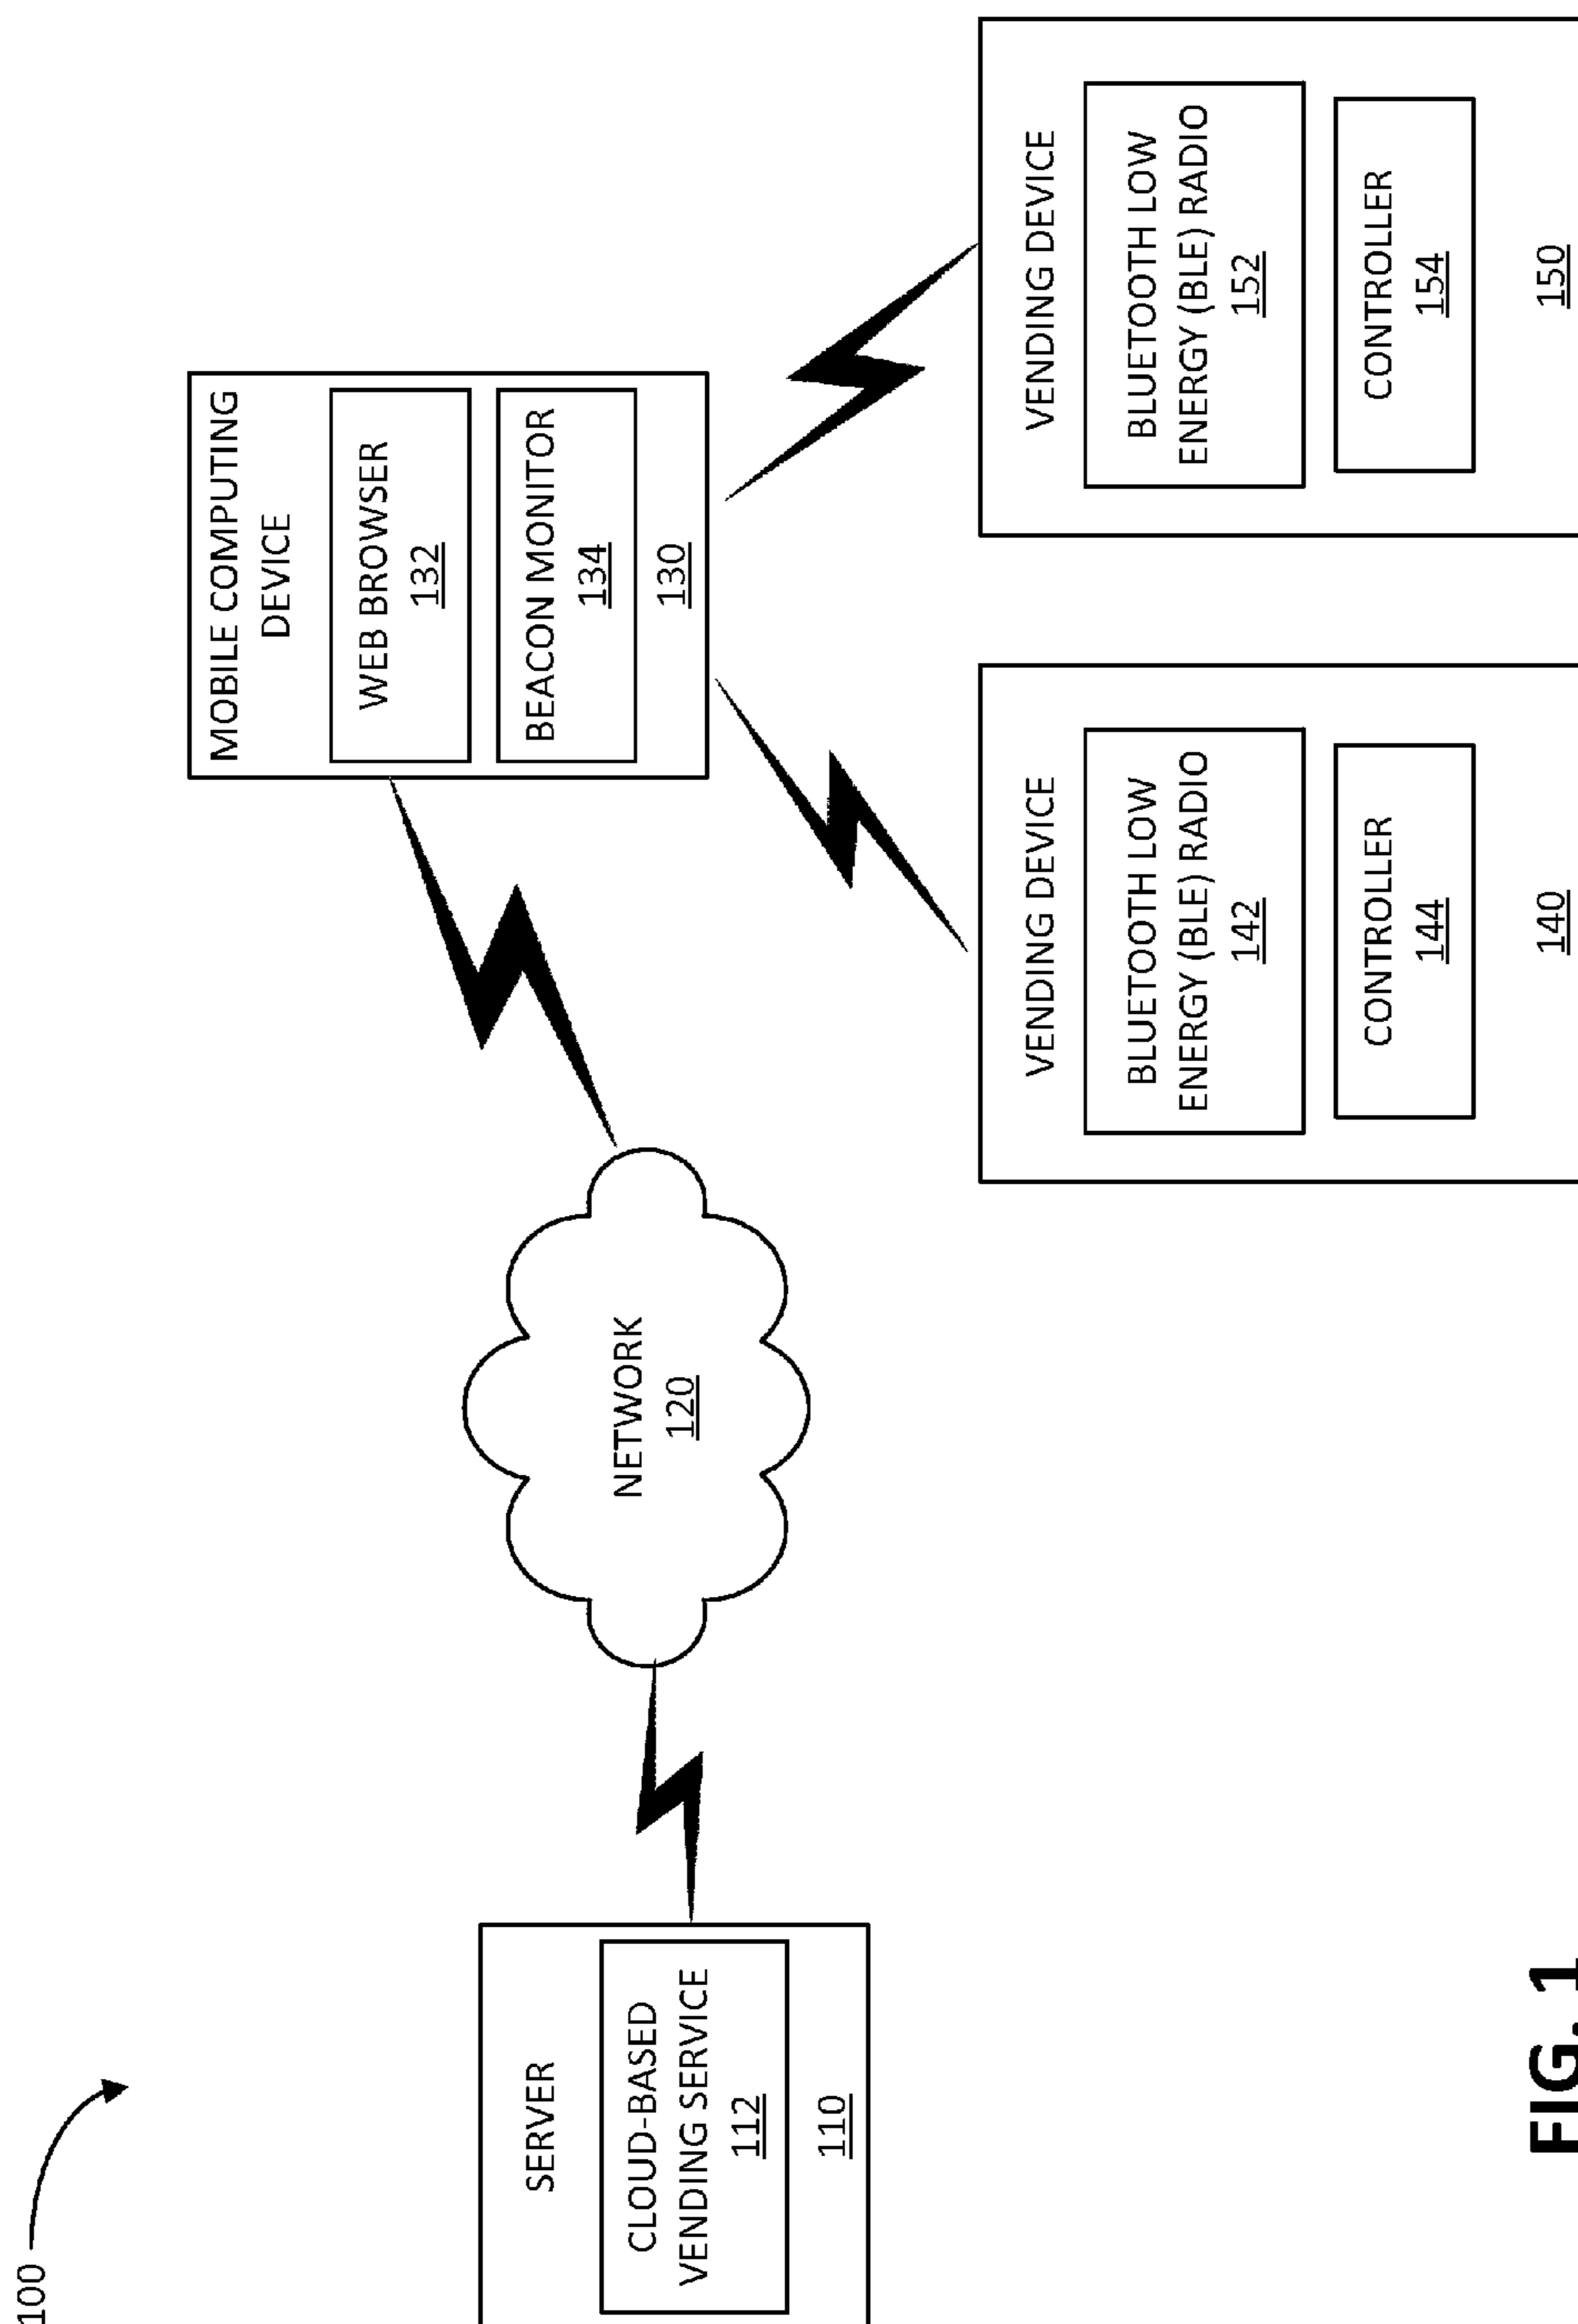 100
SERVER
CLOUD-BASED
VENDING SERVICE
112
110
NETWORK
120
MOBILE COMPUTING
DEVICE
WEB BROWSER
132
BEACON MONITOR
134
130
VENDING DEVICE
BLUETOOTH LOW
ENERGY (BLE) RADIO
142
CONTROLLER
144
140
VENDING DEVICE
BLUETOOTH LOW
ENERGY (BLE) RADIO
152
CONTROLLER
154
150
FIG. 1